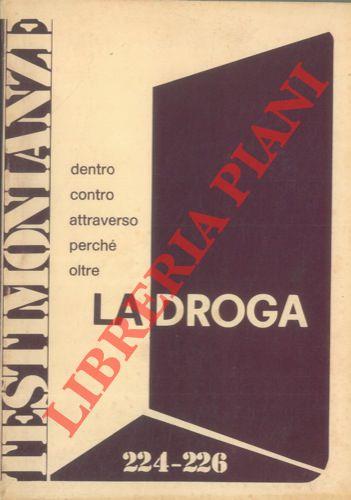 TESTIMONIANZE
dentro
contro
attraverso
perché
oltre
LA DROGA
224-226
LIBRERIA PIANI